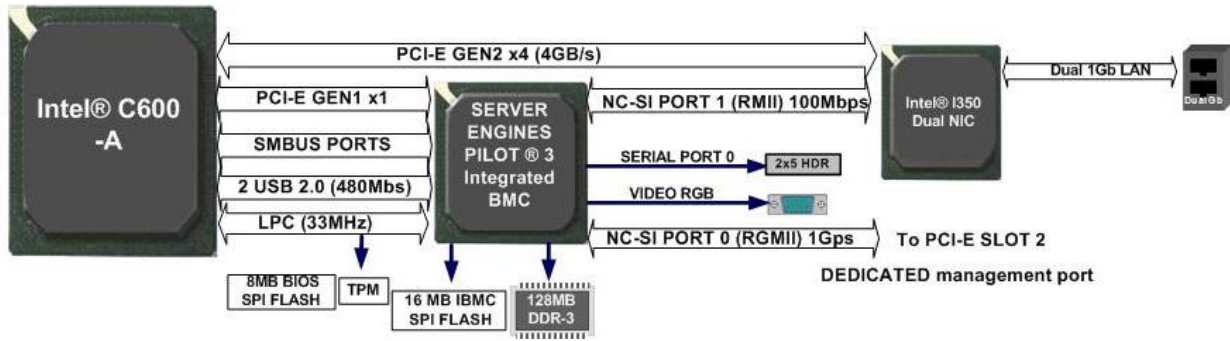 PCI-E GEN2 x4 (4GB/s)
Intel® C600
-A
PCI-E GEN1 x1
SMBUS PORTS
2 USB 2.0 (480Mbs)
LPC (33MHz)
SERVER
ENGINES
PILOT ® 3
Integrated
BMC
NC-SI PORT 1 (RMII) 100Mbps
Intel® I350
Dual NIC
Dual 1Gb LAN
DualGb
SERIAL PORT 0
2x5 HDR
VIDEO RGB
NC-SI PORT 0 (RGMII) 1Gps
To PCI-E SLOT 2
DEDICATED management port
8MB BIOS
SPI FLASH
TPM
16 MB IBMC
SPI FLASH
128MB
DDR-3